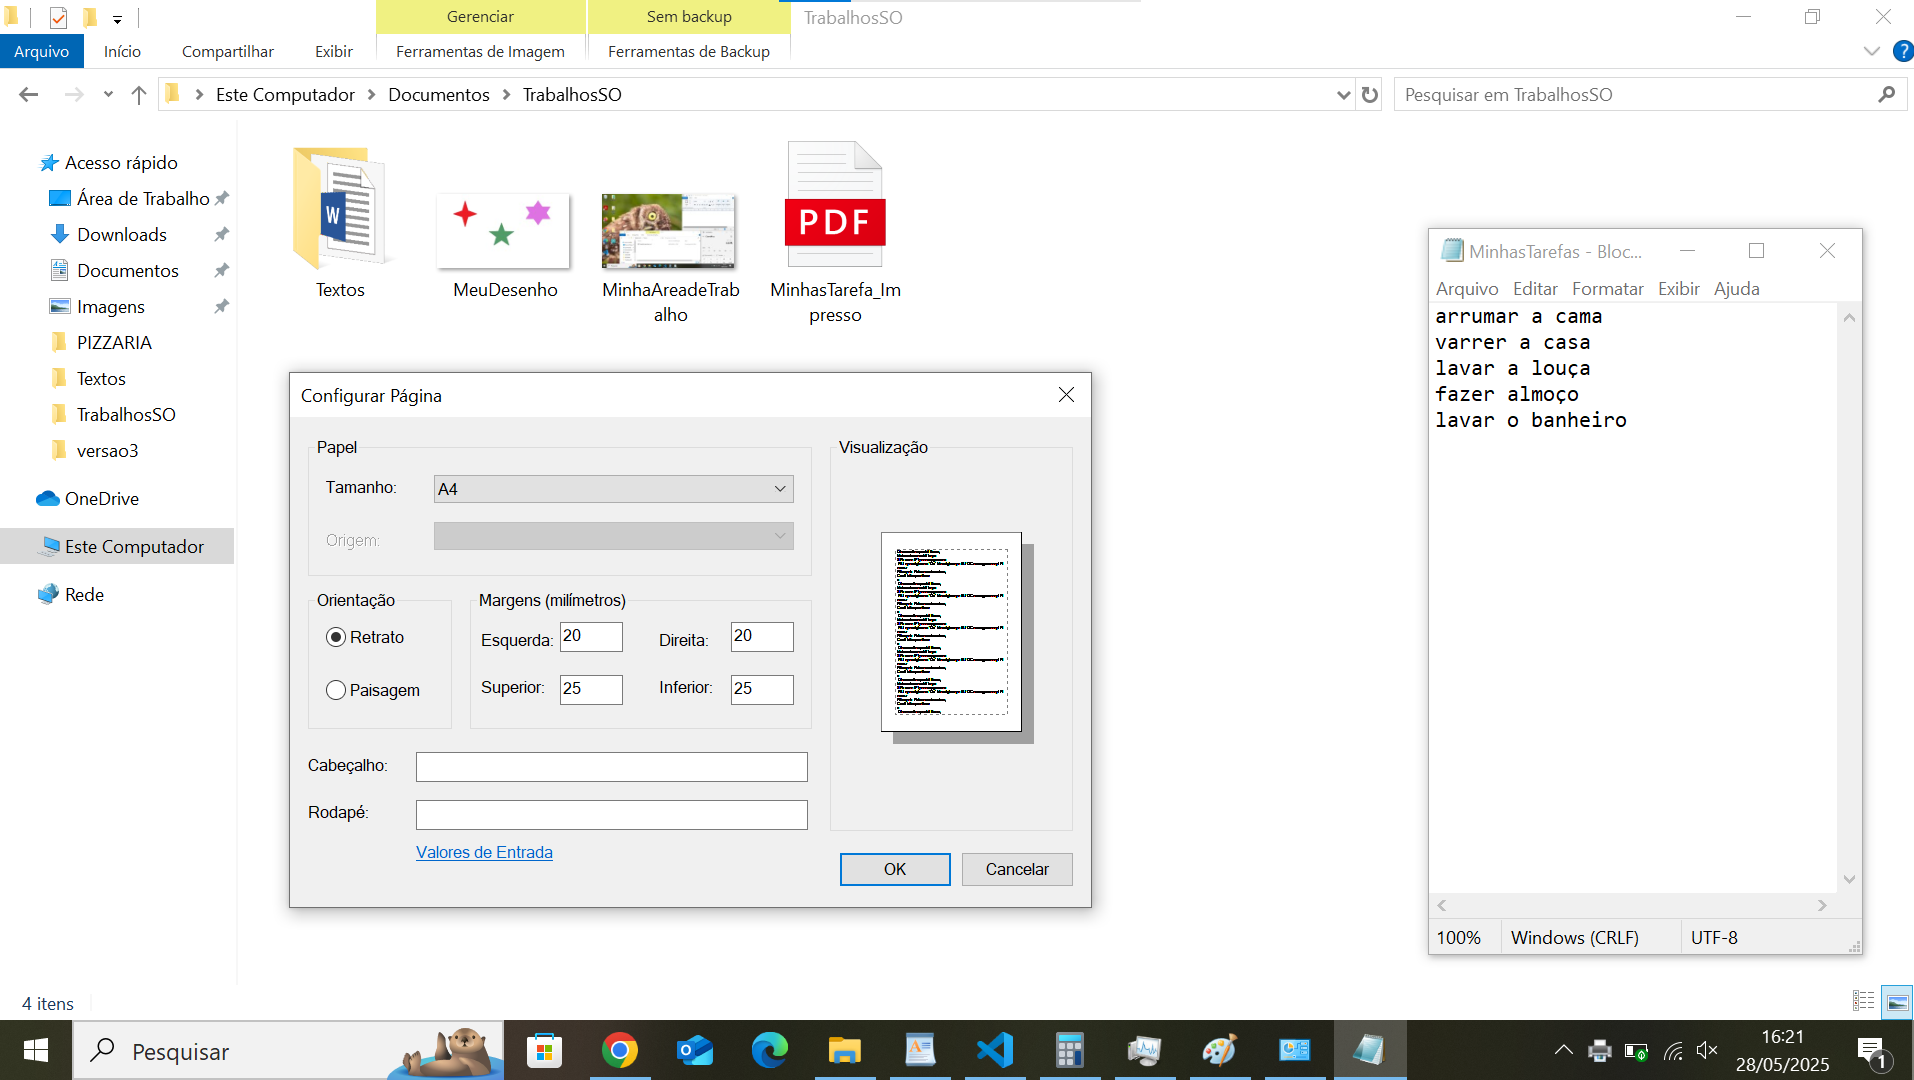 Gerenciar
Sem backup
TrabalhosSO
Arquivo
Início
Compartilhar
Exibir
Ferramentas de Imagem
Ferramentas de Backup
Este Computador
Documentos
TrabalhosSO
Pesquisar em TrabalhosSO
Acesso rápido
Área de Trabalho
Downloads
Documentos
Imagens
PIZZARIA
Textos
TrabalhosSO
versao3
OneDrive
Este Computador
Rede
W
PDF
Textos
MeuDesenho
MinhaAreadeTrab
alho
MinhasTarefa_Im
presso
Configurar Página
Papel
Tamanho:
A4
Origem:
Orientação
Retrato
Paisagem
Margens (milímetros)
Esquerda:
20
Direita:
20
Superior:
25
Inferior:
25
Cabeçalho:
Rodapé:
Valores de Entrada
Visualização
OK
Cancelar
MinhasTarefas - Bloc...
Arquivo
Editar
Formatar
Exibir
Ajuda
arrumar a cama
varrer a casa
lavar a louça
fazer almoço
lavar o banheiro
100%
Windows (CRLF)
UTF-8
4 itens
Pesquisar
16:21
28/05/2025
1